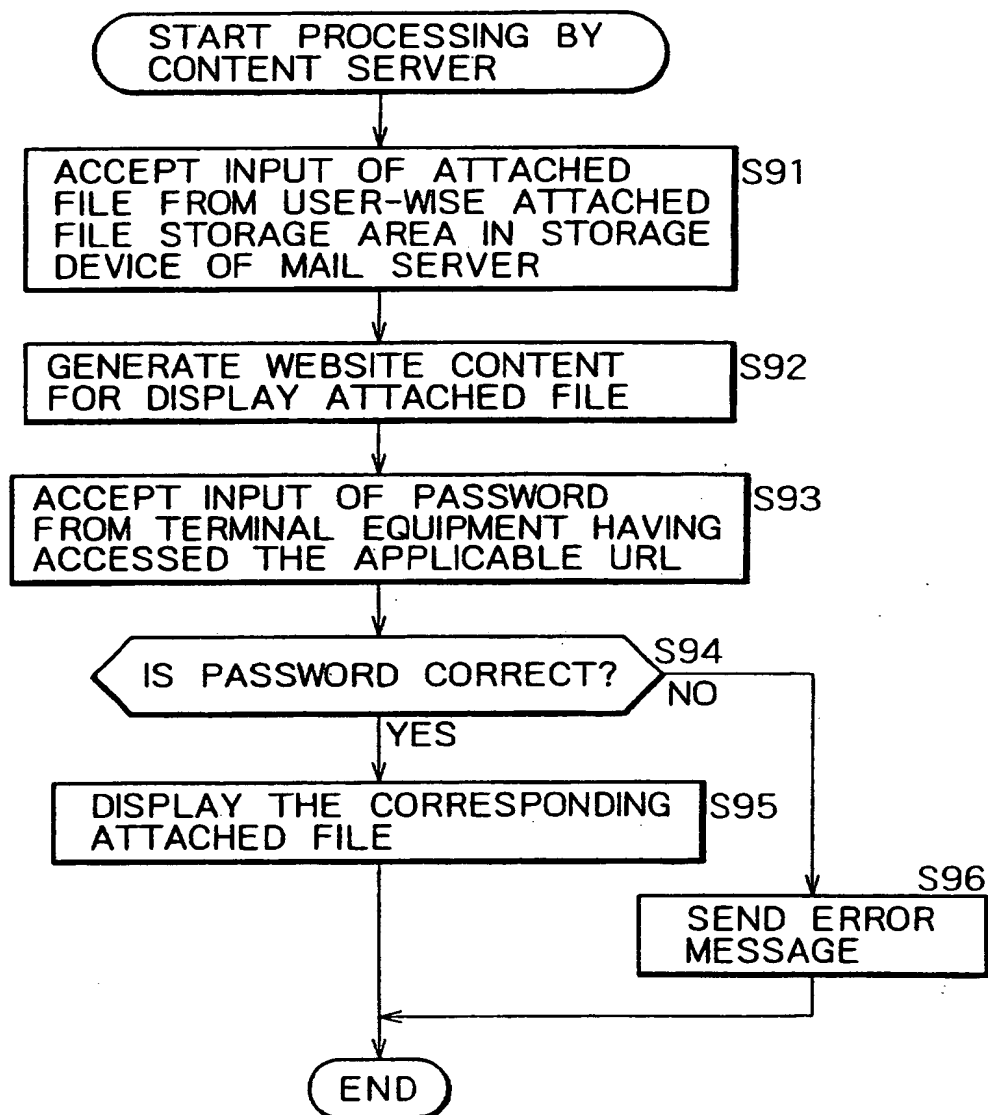 START PROCESSING BY
CONTENT SERVER
ACCEPT INPUT OF ATTACHED
FILE FROM USER-WISE ATTACHED
FILE STORAGE AREA IN STORAGE
DEVICE OF MAIL SERVER
S91
GENERATE WEBSITE CONTENT
FOR DISPLAY ATTACHED FILE
S92
ACCEPT INPUT OF PASSWORD
FROM TERMINAL EQUIPMENT HAVING
ACCESSED THE APPLICABLE URL
S93
IS PASSWORD CORRECT?
S94
NO
YES
DISPLAY THE CORRESPONDING
ATTACHED FILE
S95
S96
SEND ERROR
MESSAGE
END